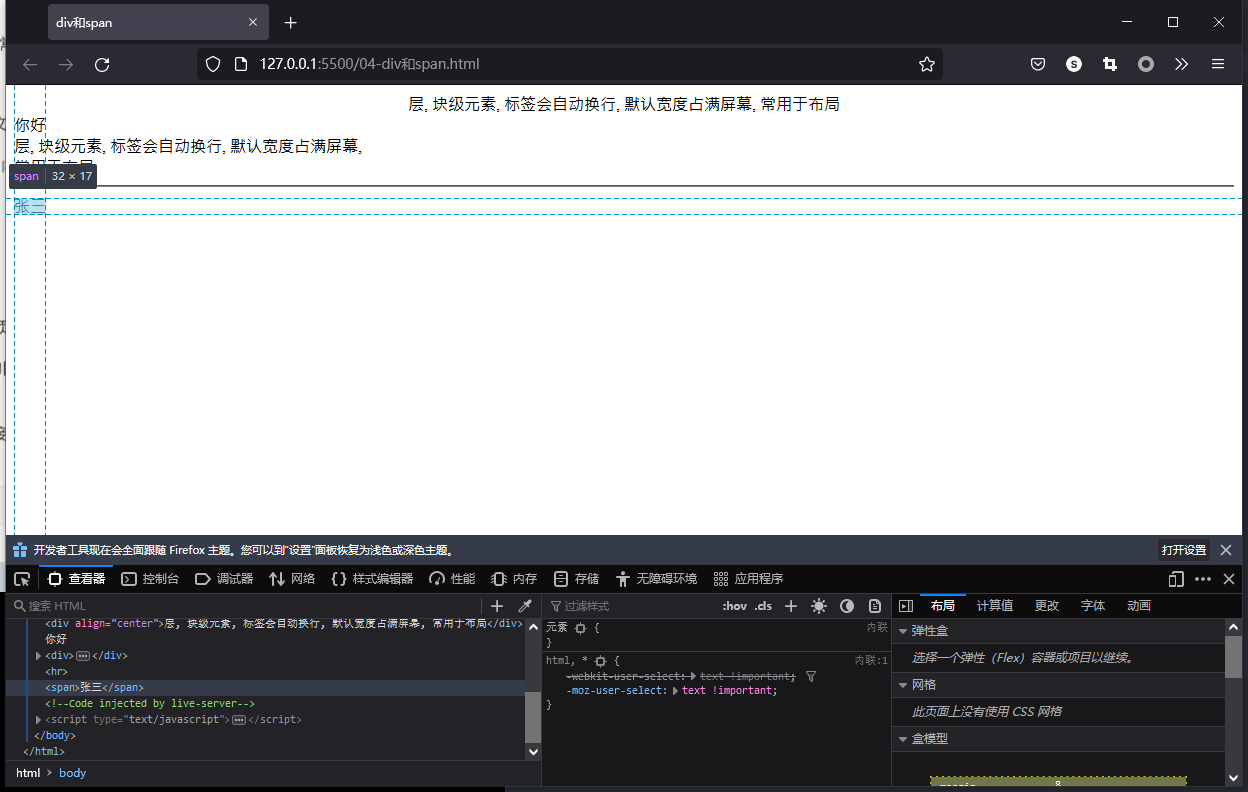 div和span
127.0.0.1:5500/04-div和span.html
层, 块级元素, 标签会自动换行, 默认宽度占满屏幕, 常用于布局
你好
层, 块级元素, 标签会自动换行, 默认宽度占满屏幕,
常用于布局
span 32 × 17
张三
开发者工具现在会全面跟随 Firefox 主题。您可以到“设置”面板恢复为浅色或深色主题。 打开设置
查看器 控制台 调试器 网络 样式编辑器 性能 内存 存储 无障碍环境 应用程序
搜索 HTML
<div align="center">层, 块级元素, 标签会自动换行, 默认宽度占满屏幕, 常用于布局</div>
你好
<div></div>
<hr>
<span>张三</span>
<!--Code injected by live-server-->
<script type="text/javascript"></script>
</body>
</html>
html body
过滤样式 :hov .cls
元素 { 内联
}
html, * { 内联:1
-webkit-user-select: text !important;
-moz-user-select: text !important;
}
布局 计算值 更改 字体 动画
弹性盒
选择一个弹性（Flex）容器或项目以继续。
网格
此页面上没有使用 CSS 网格
盒模型
margin 8